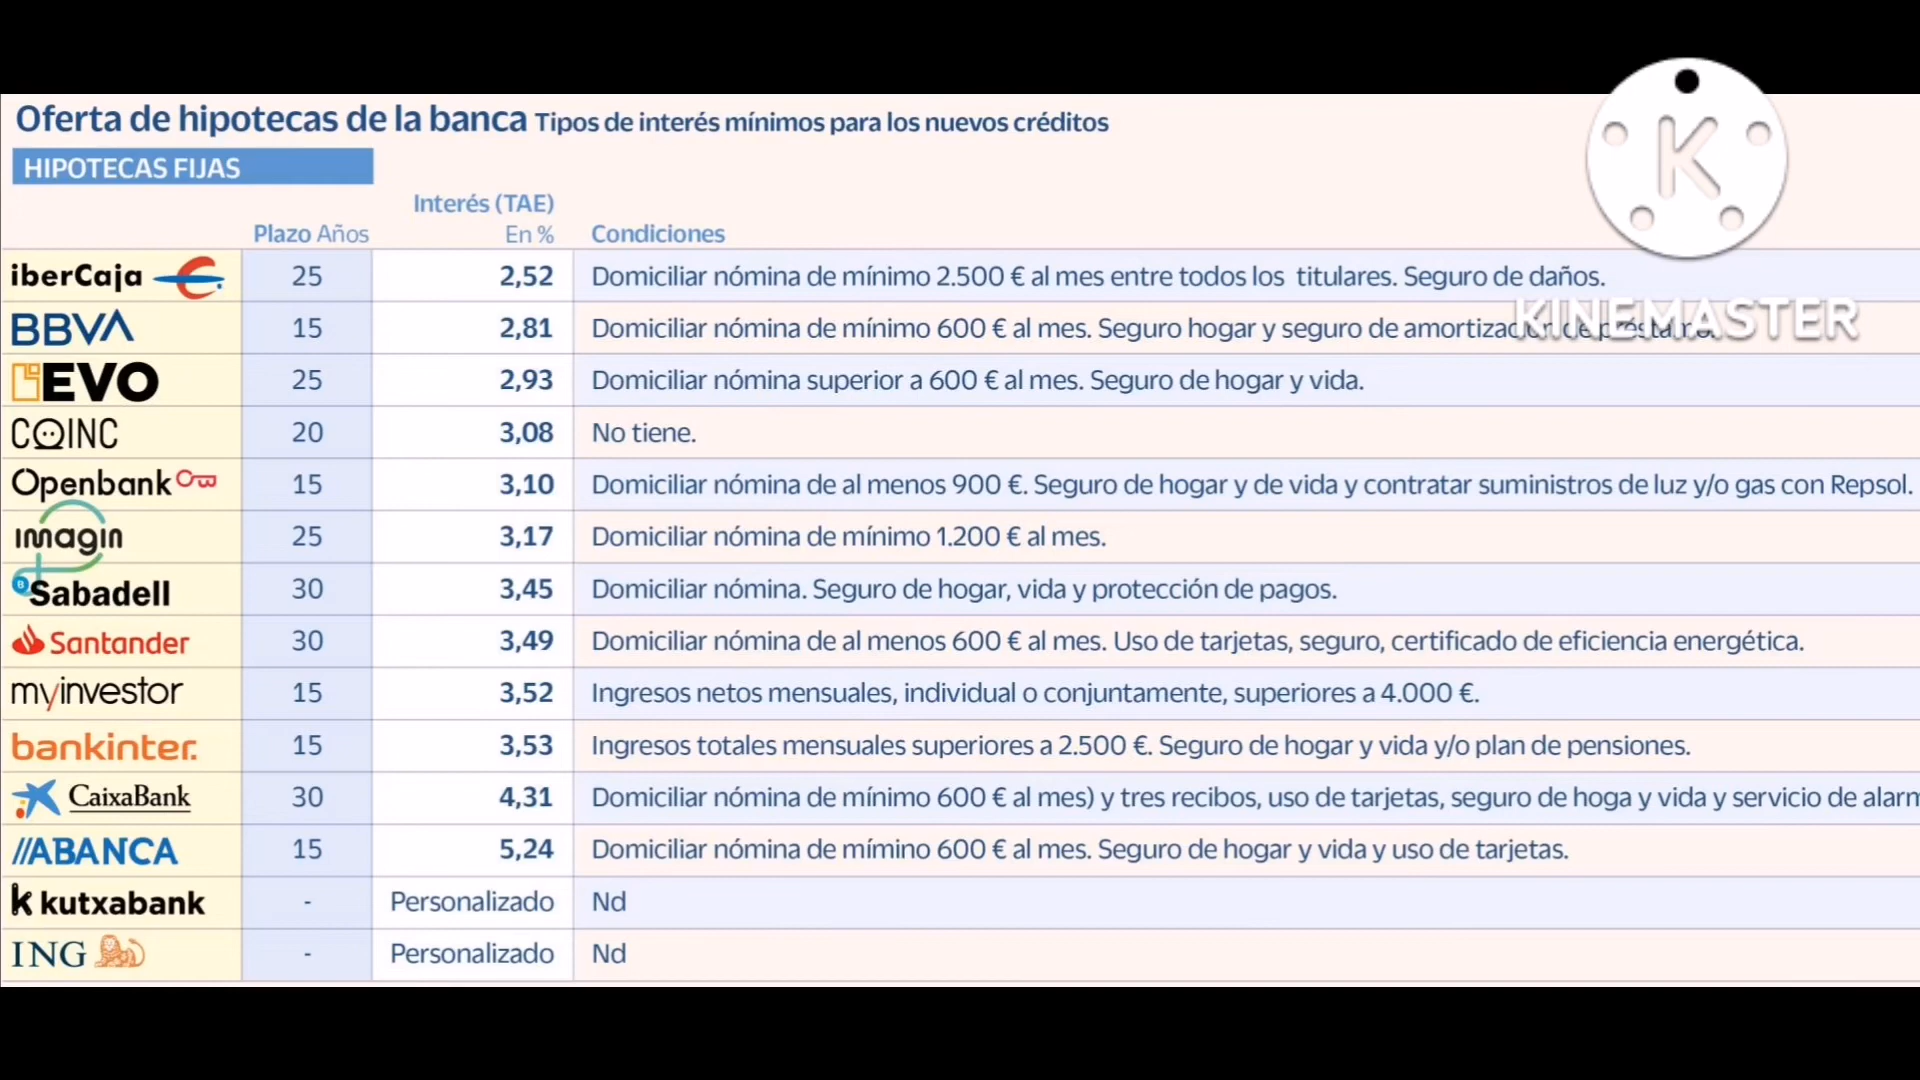 Oferta de hipotecas de la banca Tipos de interés mínimos para los nuevos créditos
HIPOTECAS FIJAS
Plazo Años Interés (TAE) En % Condiciones
iberCaja 25 2,52 Domiciliar nómina de mínimo 2.500 € al mes entre todos los titulares. Seguro de daños.
BBVA 15 2,81 Domiciliar nómina de mínimo 600 € al mes. Seguro hogar y seguro de amortización de préstamo.
EVO 25 2,93 Domiciliar nómina superior a 600 € al mes. Seguro de hogar y vida.
COINC 20 3,08 No tiene.
Openbank 15 3,10 Domiciliar nómina de al menos 900 €. Seguro de hogar y de vida y contratar suministros de luz y/o gas con Repsol.
imagin 25 3,17 Domiciliar nómina de mínimo 1.200 € al mes.
B Sabadell 30 3,45 Domiciliar nómina. Seguro de hogar, vida y protección de pagos.
Santander 30 3,49 Domiciliar nómina de al menos 600 € al mes. Uso de tarjetas, seguro, certificado de eficiencia energética.
myinvestor 15 3,52 Ingresos netos mensuales, individual o conjuntamente, superiores a 4.000 €.
bankinter. 15 3,53 Ingresos totales mensuales superiores a 2.500 €. Seguro de hogar y vida y/o plan de pensiones.
CaixaBank 30 4,31 Domiciliar nómina de mínimo 600 € al mes) y tres recibos, uso de tarjetas, seguro de hoga y vida y servicio de alarm
//ABANCA 15 5,24 Domiciliar nómina de mímino 600 € al mes. Seguro de hogar y vida y uso de tarjetas.
k kutxabank - Personalizado Nd
ING - Personalizado Nd
K
KINEMASTER